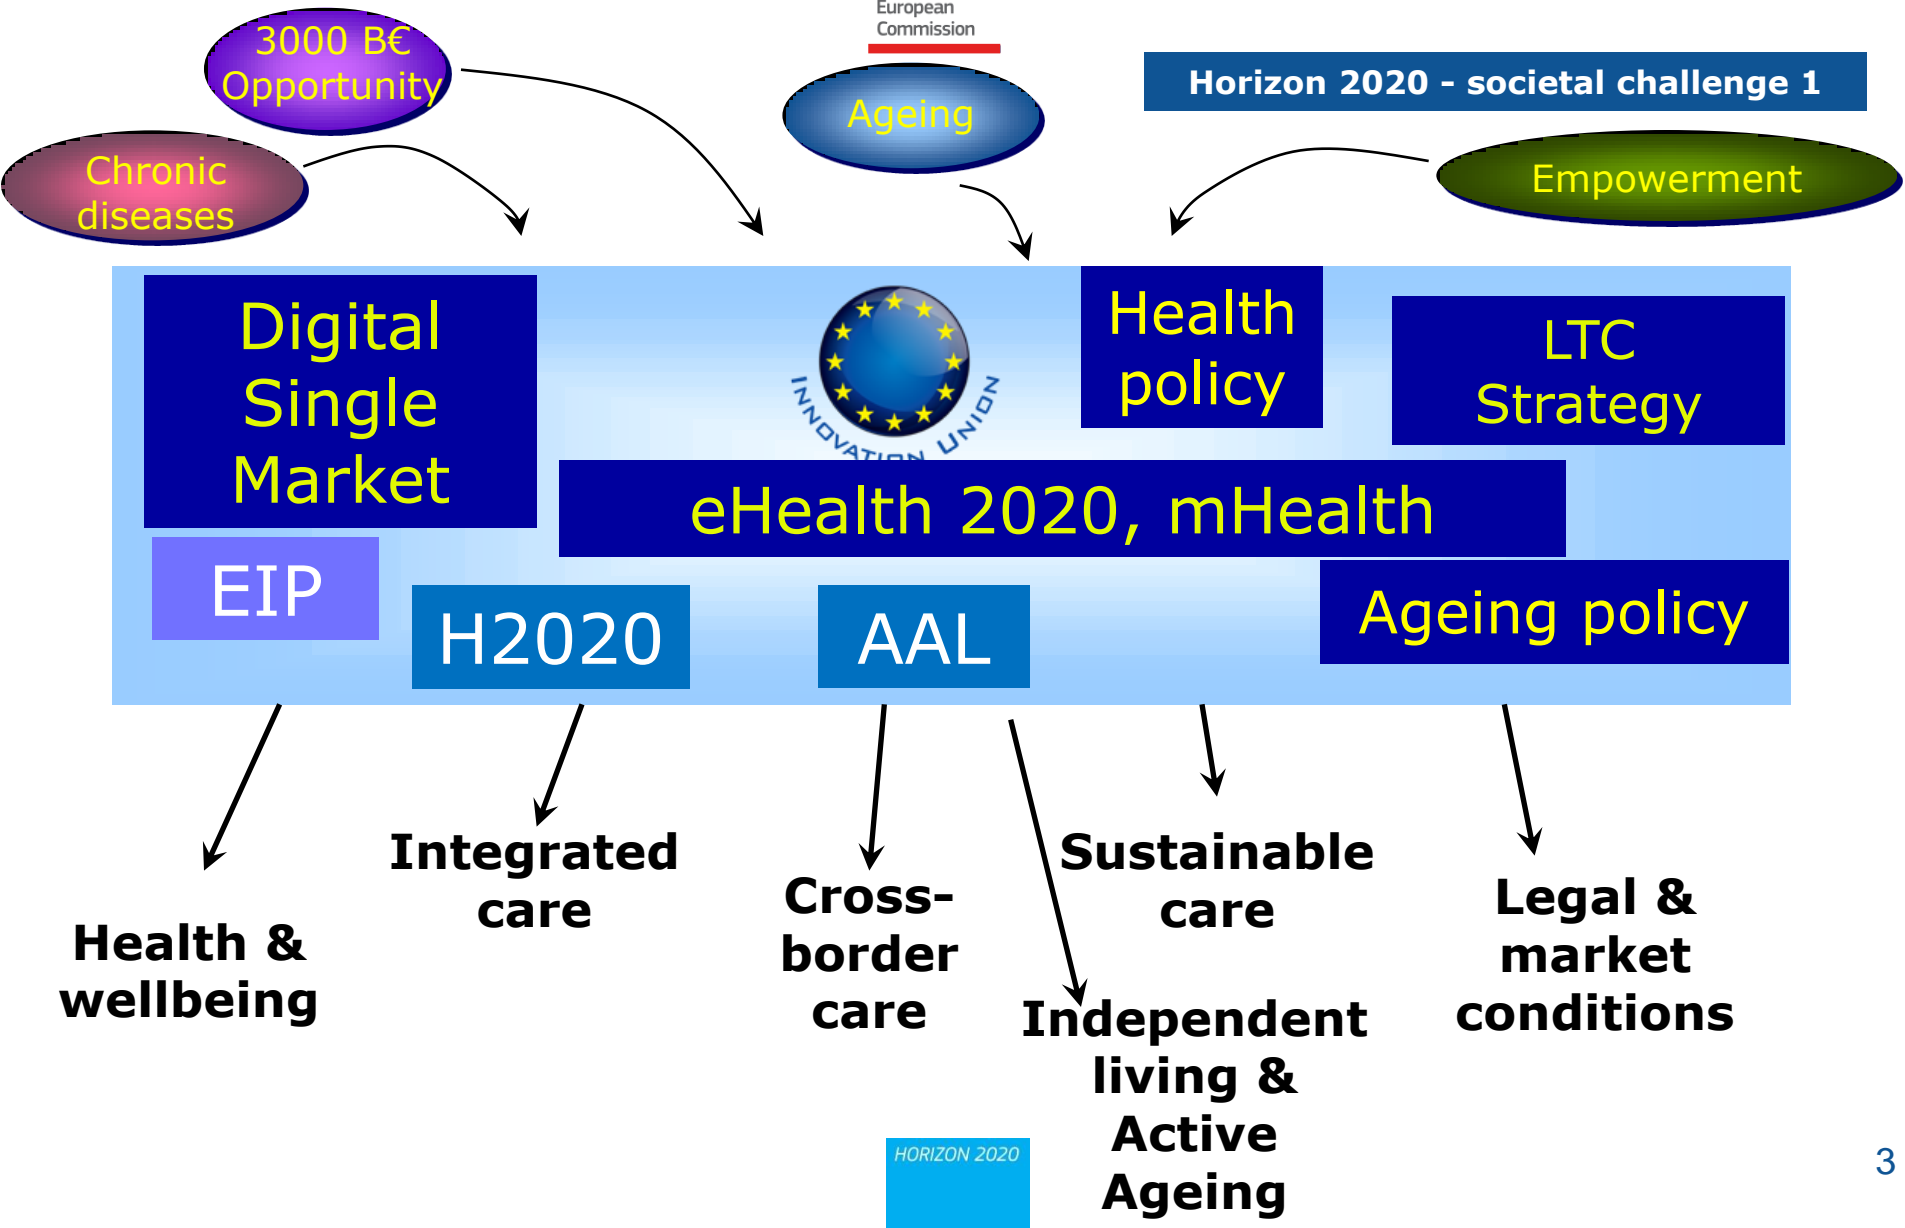 European
Commission
3000 B€
Opportunity
Ageing
Horizon 2020 - societal challenge 1
Chronic
diseases
Empowerment
Digital
Single
Market
INNOVATION UNION
Health
policy
LTC
Strategy
eHealth 2020, mHealth
EIP
H2020
AAL
Ageing policy
Integrated
care
Sustainable
care
Cross-
border
care
Legal &
market
conditions
Health &
wellbeing
Independent
living &
Active
Ageing
HORIZON 2020
3